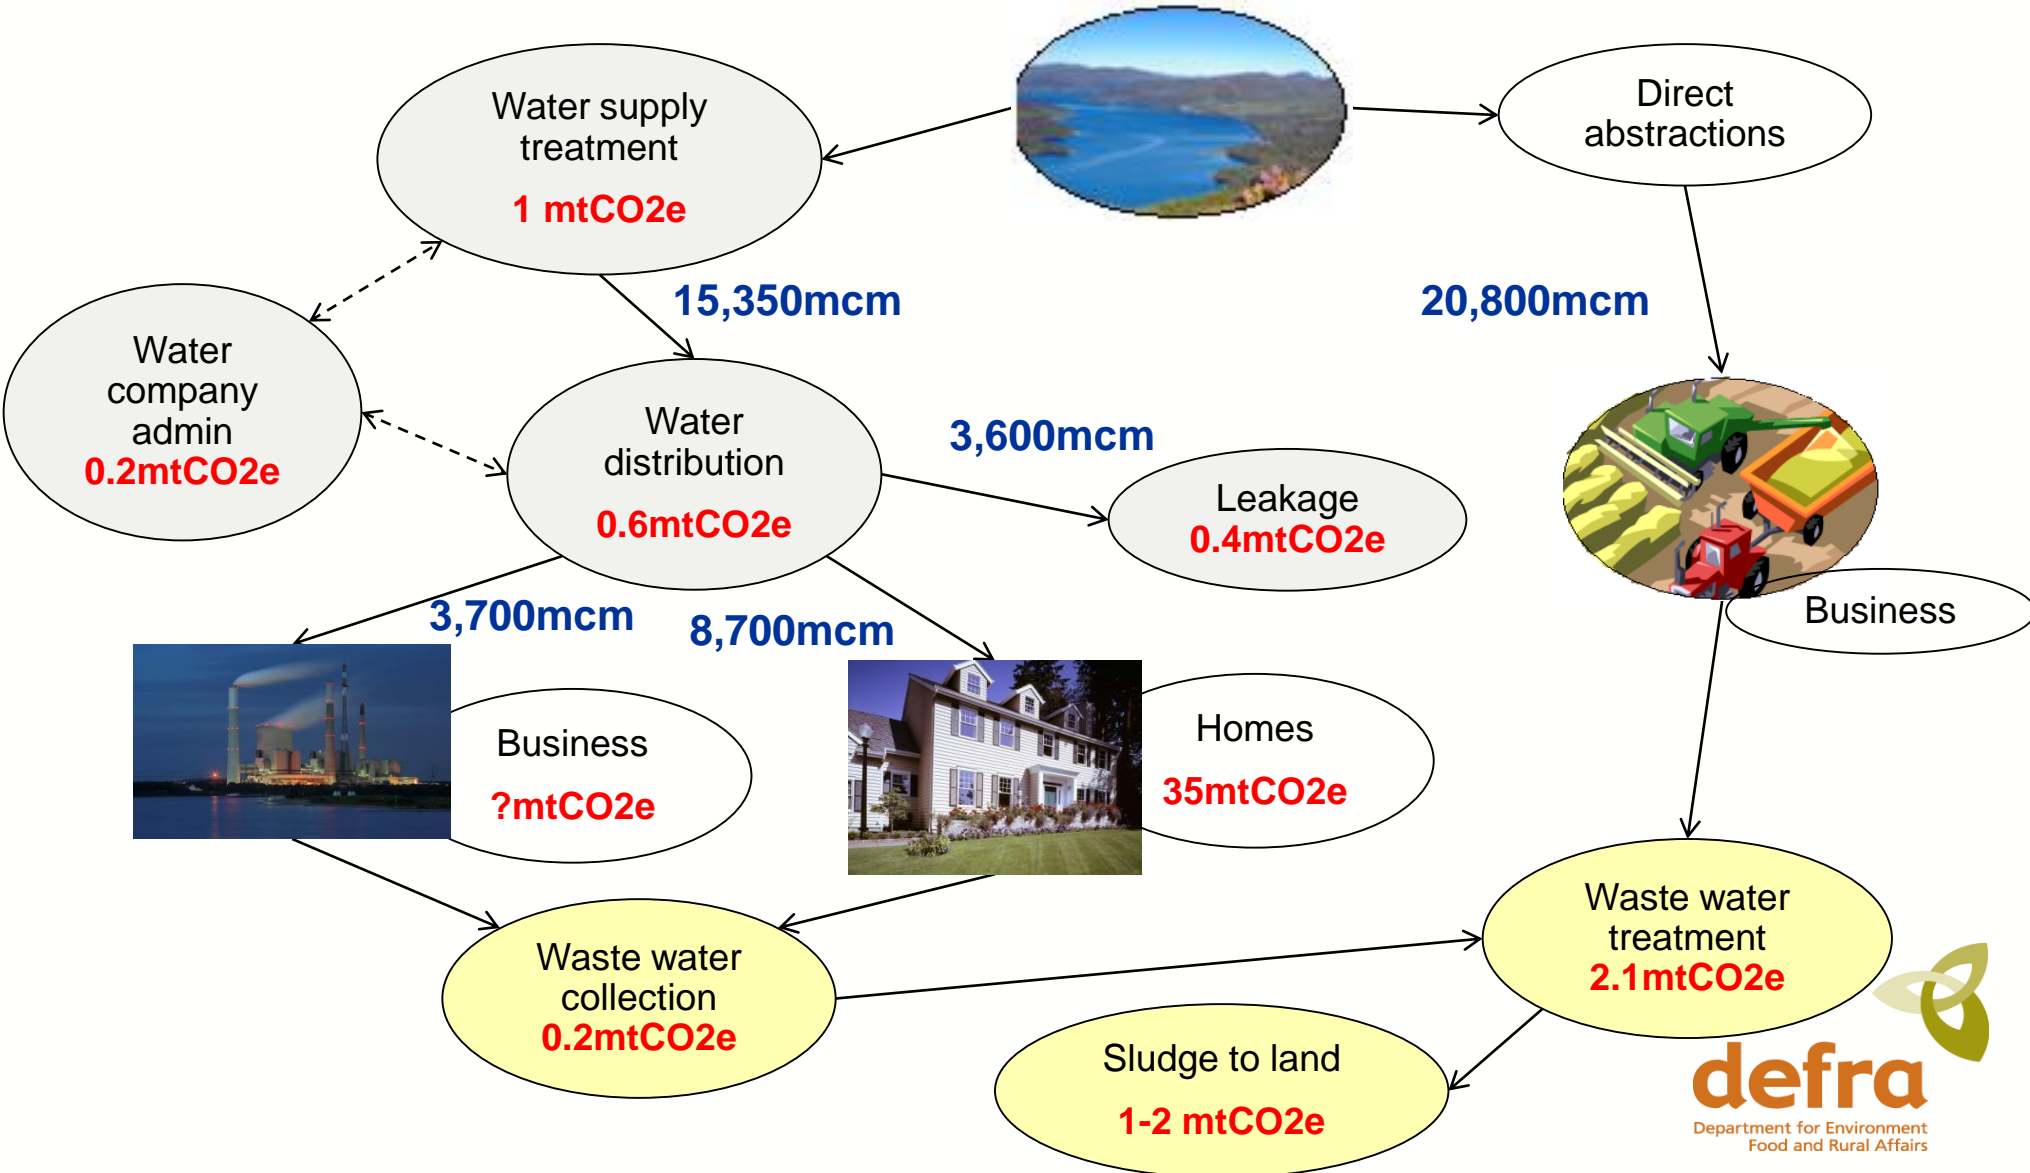 Water supply
treatment
1 mtCO2e
Direct
abstractions
15,350mcm
20,800mcm
Water
company
admin
0.2mtCO2e
Water
distribution
0.6mtCO2e
3,600mcm
Leakage
0.4mtCO2e
Business
3,700mcm
8,700mcm
Business
?mtCO2e
Homes
35mtCO2e
Waste water
treatment
2.1mtCO2e
Waste water
collection
0.2mtCO2e
Sludge to land
1-2 mtCO2e
defra
Department for Environment
Food and Rural Affairs